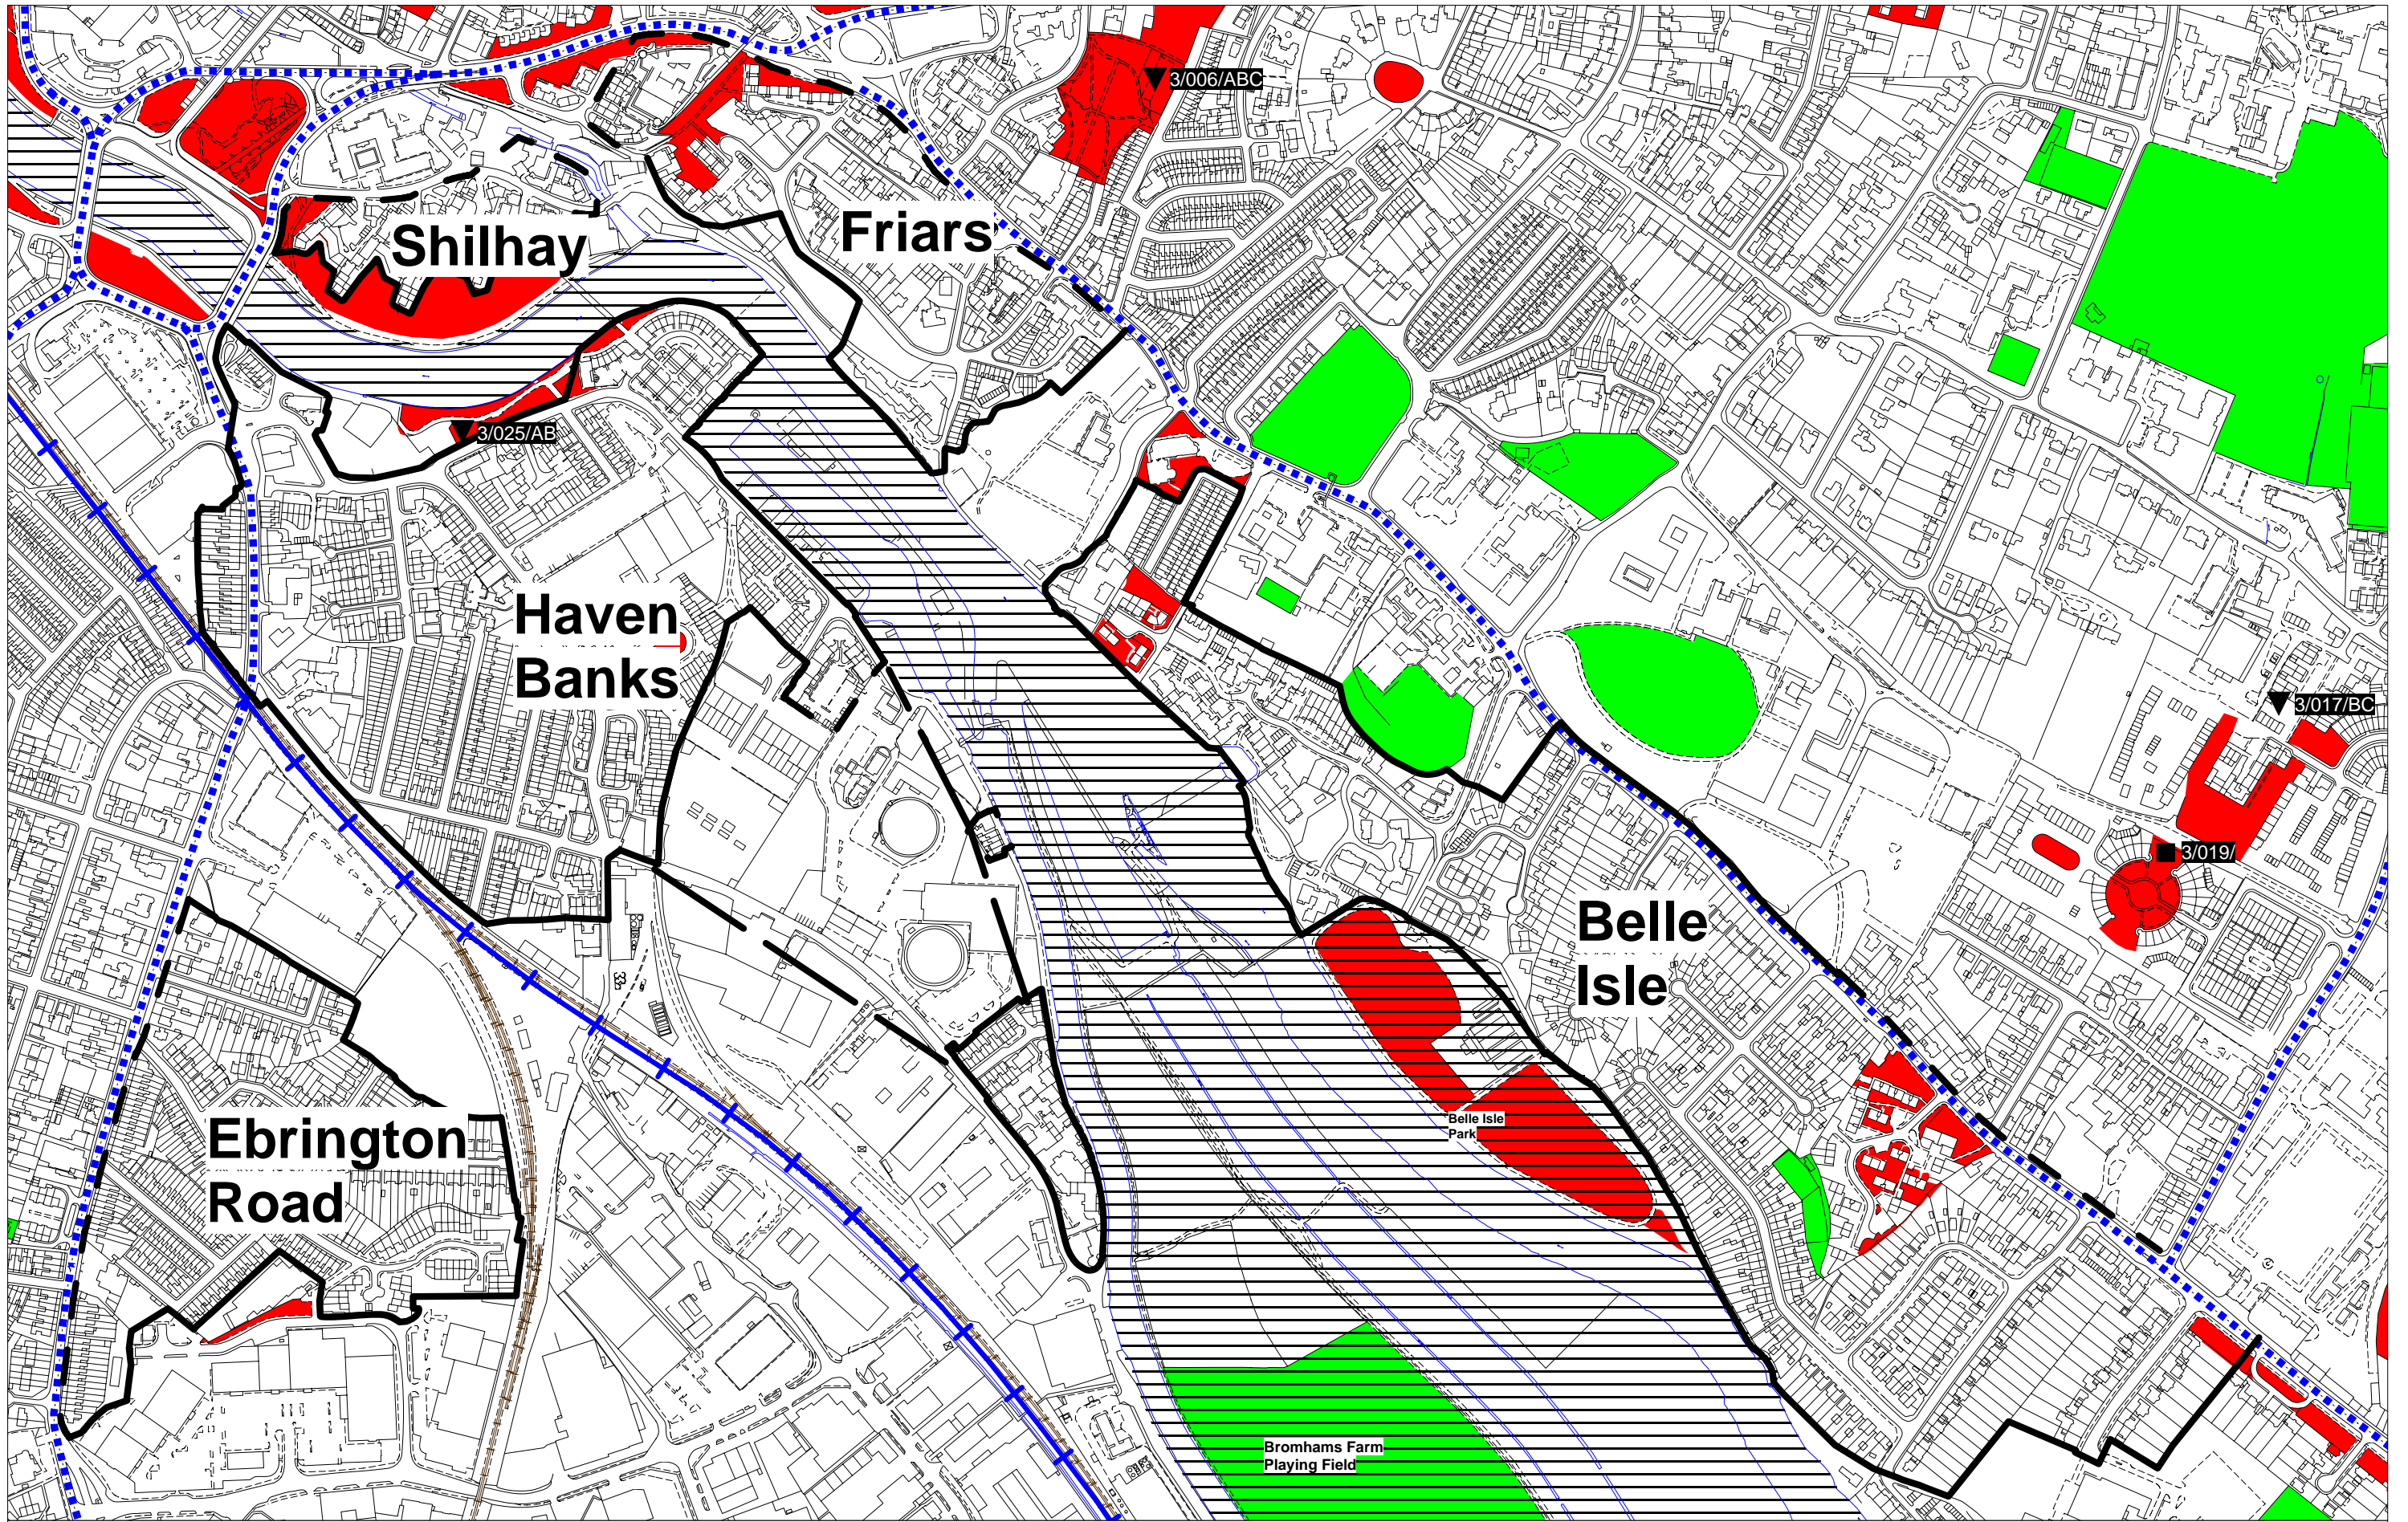 3/006/ABC
Friars
Shilhay
3/025/AB
Haven
Banks
3/017/BC
3/019/
Belle
Isle
Belle Isle
Park
Ebrington
Road
Bromhams Farm
Playing Field